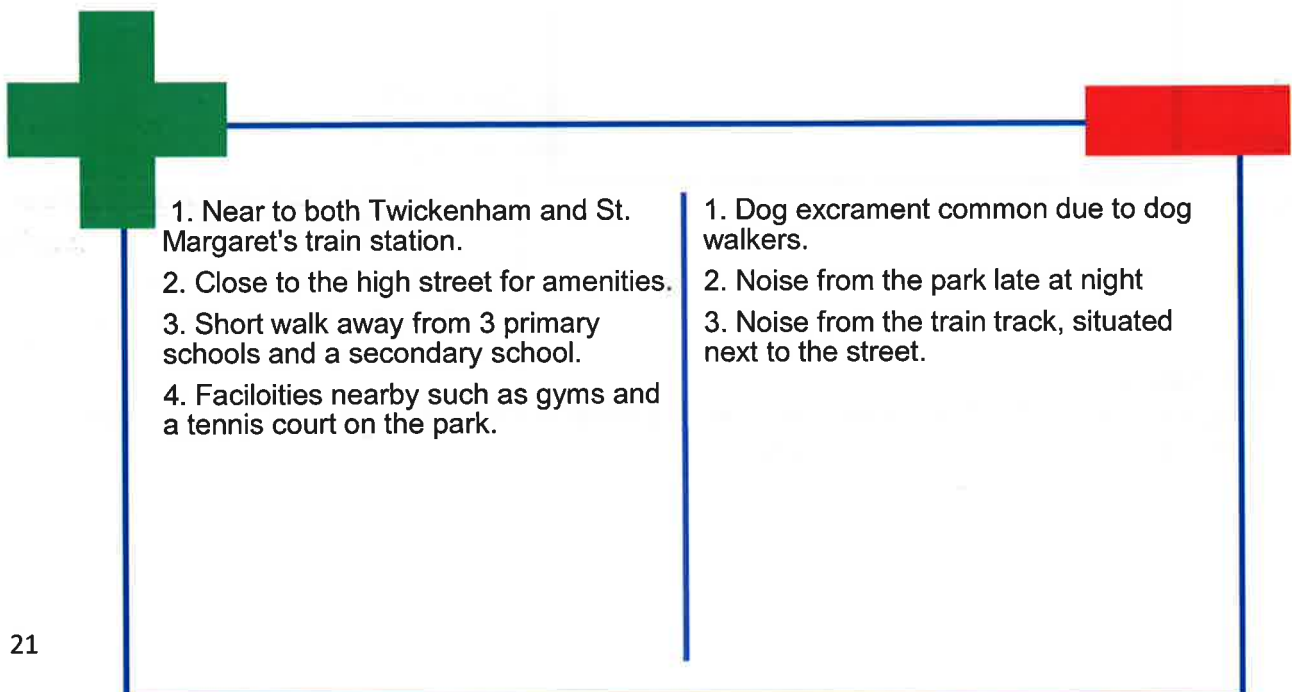 1. Near to both Twickenham and St.
Margaret's train station.
2. Close to the high street for amenities.
3. Short walk away from 3 primary
schools and a secondary school.
4. Faciloities nearby such as gyms and
a tennis court on the park.
1. Dog excrament common due to dog
walkers.
2. Noise from the park late at night
3. Noise from the train track, situated
next to the street.
21